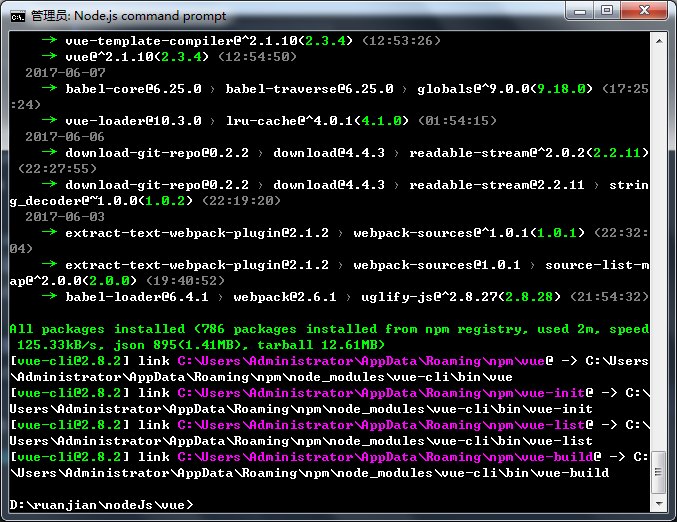 管理员: Node.js command prompt
→ vue-template-compiler@^2.1.10(2.3.4) (12:53:26)
→ vue@^2.1.10(2.3.4) (12:54:50)
2017-06-07
→ babel-core@6.25.0 › babel-traverse@6.25.0 › globals@^9.0.0(9.18.0) (17:25
:24)
→ vue-loader@10.3.0 › lru-cache@^4.0.1(4.1.0) (01:54:15)
2017-06-06
→ download-git-repo@0.2.2 › download@4.4.3 › readable-stream@^2.0.2(2.2.11)
(22:27:55)
→ download-git-repo@0.2.2 › download@4.4.3 › readable-stream@2.2.11 › strin
g_decoder@~1.0.0(1.0.2) (22:19:20)
2017-06-03
→ extract-text-webpack-plugin@2.1.2 › webpack-sources@^1.0.1(1.0.1) (22:32:
04)
→ extract-text-webpack-plugin@2.1.2 › webpack-sources@1.0.1 › source-list-m
ap@^2.0.0(2.0.0) (19:40:52)
→ babel-loader@6.4.1 › webpack@2.6.1 › uglify-js@^2.8.27(2.8.28) (21:54:32)
All packages installed (786 packages installed from npm registry, used 2m, speed
125.33kB/s, json 895(1.41MB), tarball 12.61MB)
[vue-cli@2.8.2] link C:\Users\Administrator\AppData\Roaming\npm\vue@ -> C:\Users
\Administrator\AppData\Roaming\npm\node_modules\vue-cli\bin\vue
[vue-cli@2.8.2] link C:\Users\Administrator\AppData\Roaming\npm\vue-init@ -> C:\
Users\Administrator\AppData\Roaming\npm\node_modules\vue-cli\bin\vue-init
[vue-cli@2.8.2] link C:\Users\Administrator\AppData\Roaming\npm\vue-list@ -> C:\
Users\Administrator\AppData\Roaming\npm\node_modules\vue-cli\bin\vue-list
[vue-cli@2.8.2] link C:\Users\Administrator\AppData\Roaming\npm\vue-build@ -> C:
\Users\Administrator\AppData\Roaming\npm\node_modules\vue-cli\bin\vue-build
D:\ruanjian\nodeJs\vue>